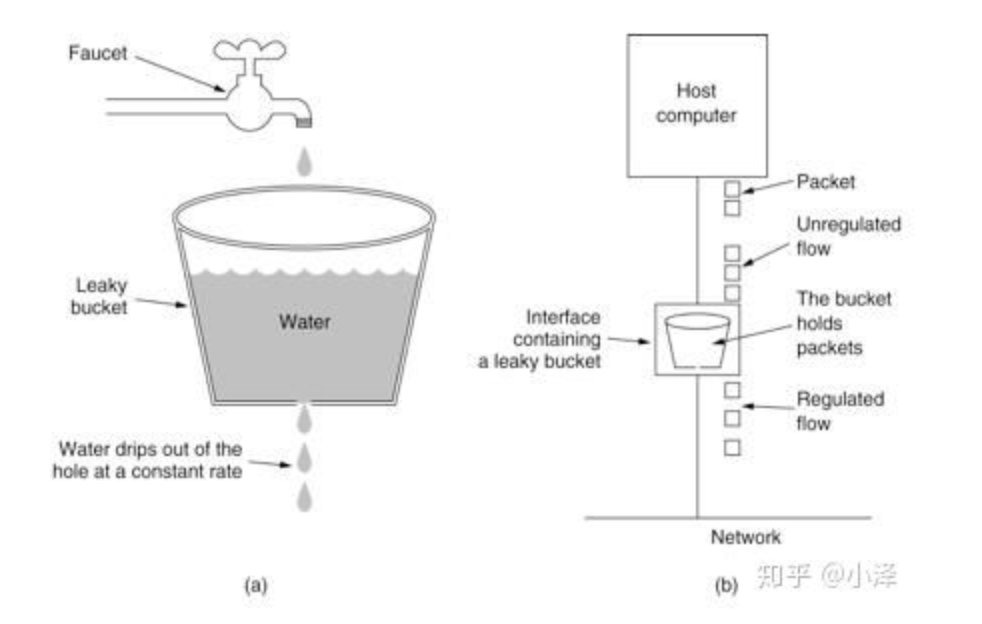 Faucet
Leaky
bucket
Water
Water drips out of the
hole at a constant rate
(a)
Host
computer
Packet
Unregulated
flow
The bucket
holds
packets
Interface
containing
a leaky bucket
Regulated
flow
Network
(b)
知乎 @小泽